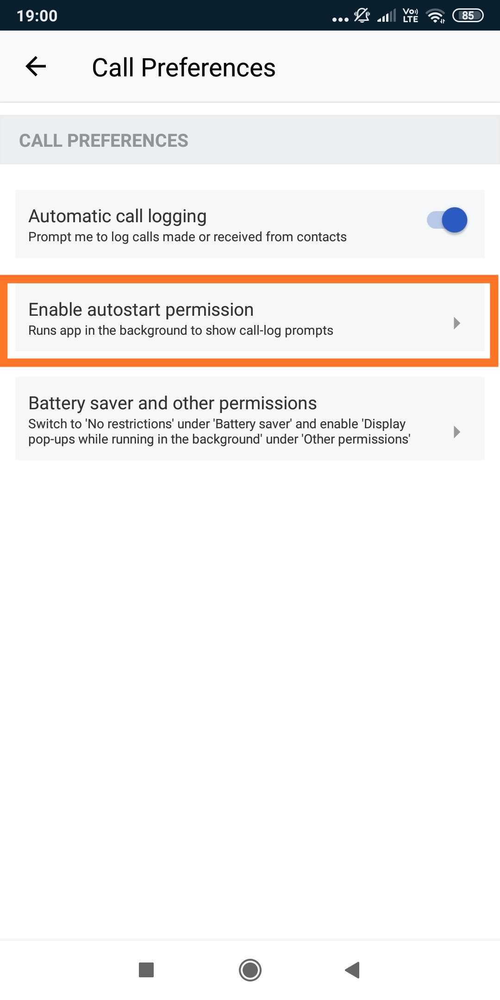 19:00
Vo)) LTE
85
Call Preferences
CALL PREFERENCES
Automatic call logging
Prompt me to log calls made or received from contacts
Enable autostart permission
Runs app in the background to show call-log prompts
Battery saver and other permissions
Switch to 'No restrictions' under 'Battery saver' and enable 'Display
pop-ups while running in the background' under 'Other permissions'